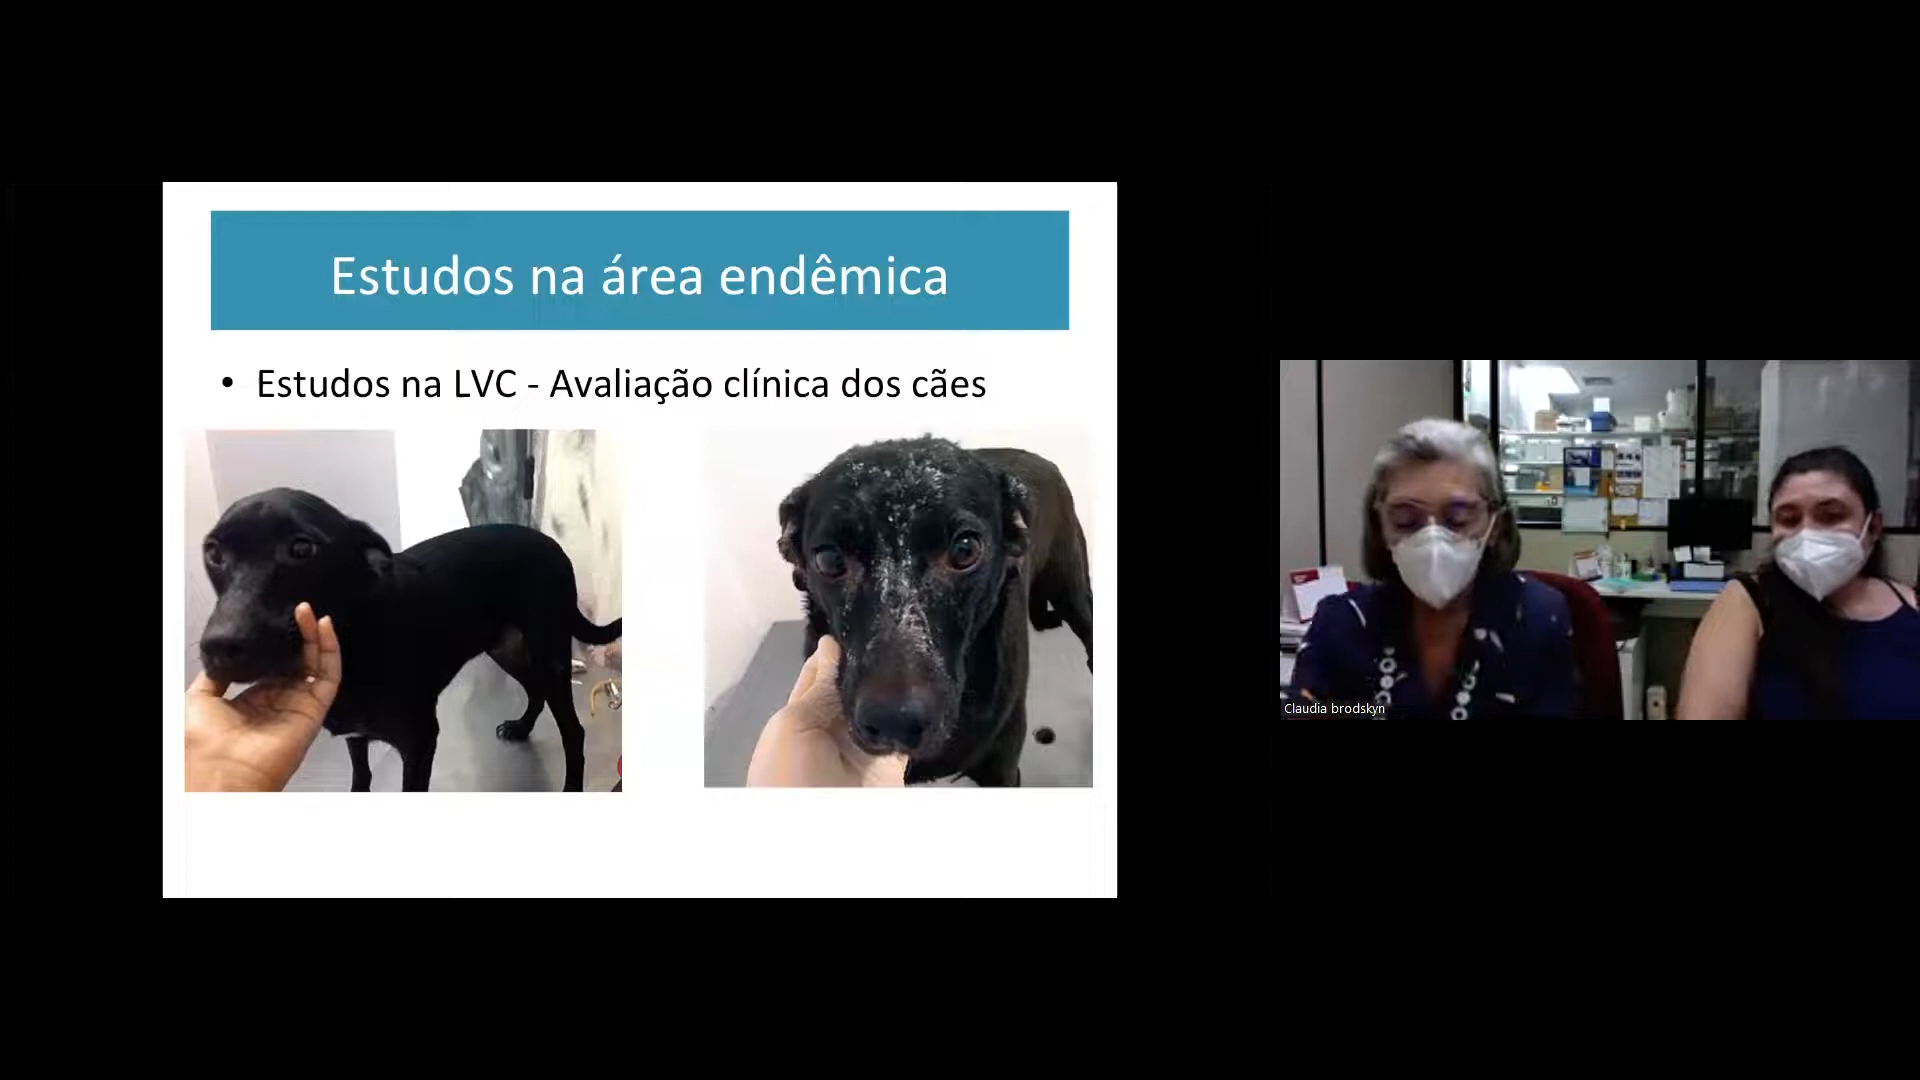 Estudos na área endêmica
• Estudos na LVC - Avaliação clínica dos cães
Claudia brodskyn